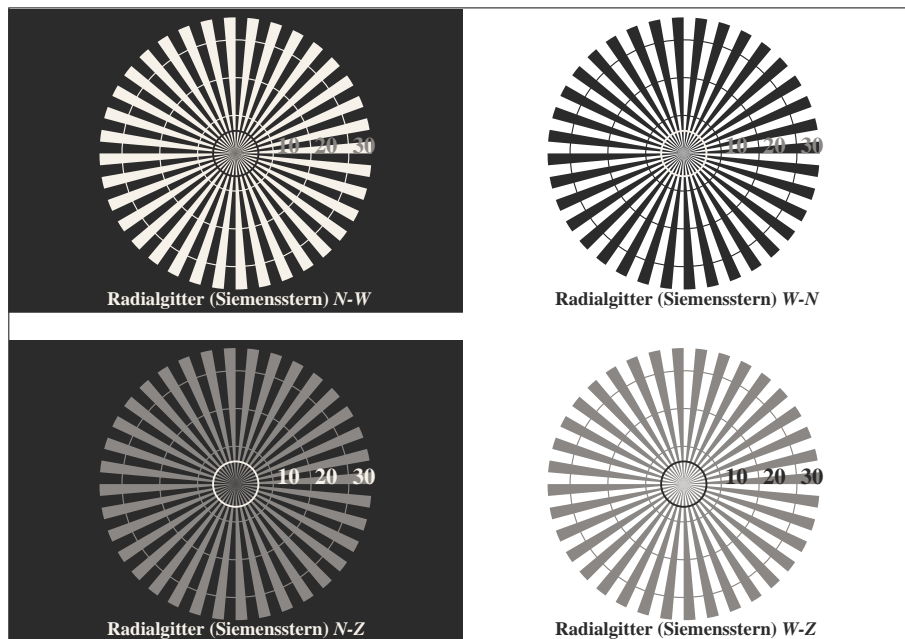 10 20 30
Radialgitter (Siemensstern) N-W
10 20 30
Radialgitter (Siemensstern) W-N
10 20 30
Radialgitter (Siemensstern) N-Z
10 20 30
Radialgitter (Siemensstern) W-Z